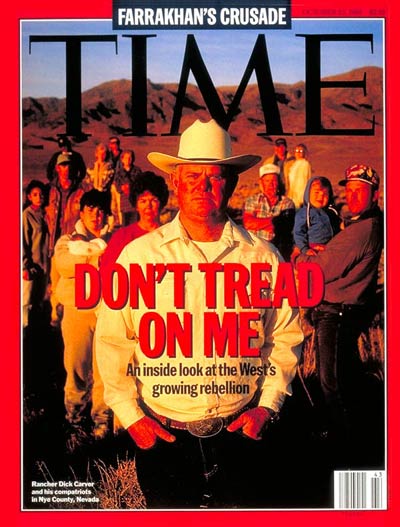 FARRAKHAN'S CRUSADE
TIME
DON'T TREAD
ON ME
An inside look at the West's
growing rebellion
Rancher Dick Carver
and his compatriots
in Nye County, Nevada
43